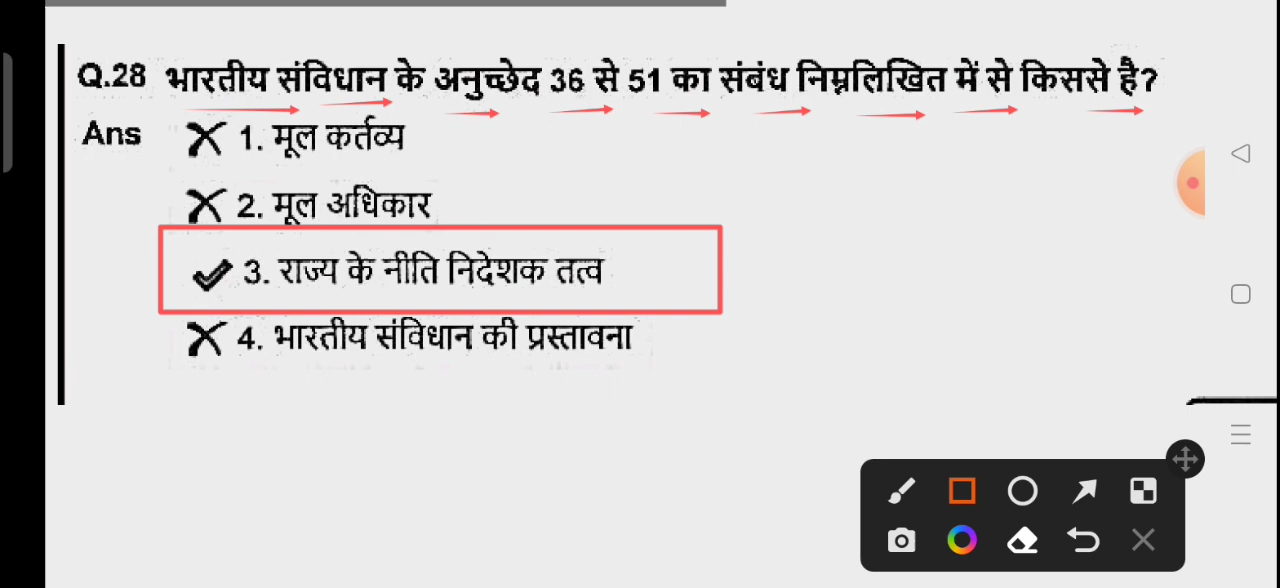 Q.28 भारतीय संविधान के अनुच्छेद 36 से 51 का संबंध निम्नलिखित में से किससे है?
Ans 1. मूल कर्तव्य
2. मूल अधिकार
3. राज्य के नीति निदेशक तत्व
4. भारतीय संविधान की प्रस्तावना